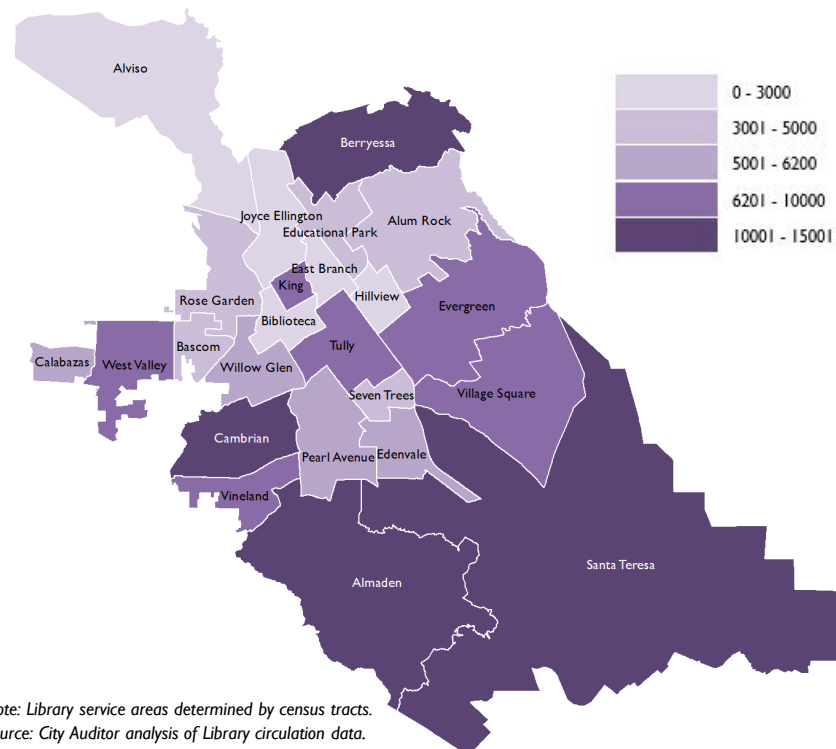 Alviso
0 - 3000
3001 - 5000
5001 - 6200
6201 - 10000
10001 - 15001
Berryessa
Joyce Ellington
Educational Park
Alum Rock
East Branch
King
Hillview
Rose Garden
Biblioteca
Evergreen
Bascom
Tully
Calabazas
West Valley
Willow Glen
Seven Trees
Village Square
Cambrian
Pearl Avenue
Edenvale
Vineland
Santa Teresa
Almaden
ote: Library service areas determined by census tracts.
urce: City Auditor analysis of Library circulation data.